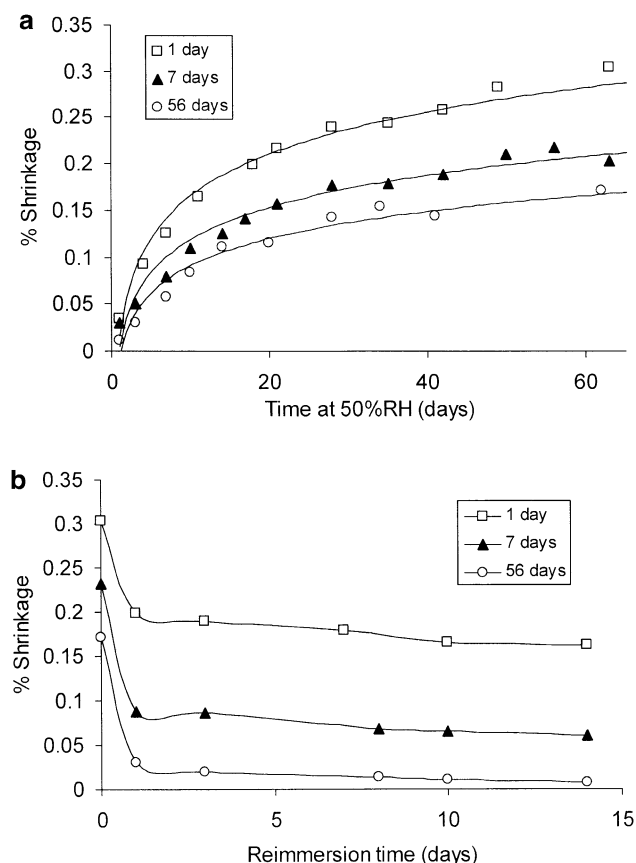 a
0.35
0.3
0.25
0.2
0.15
0.1
0.05
0
% Shrinkage
1 day
7 days
56 days
0 20 40 60
Time at 50%RH (days)
b
0.35
0.3
0.25
0.2
0.15
0.1
0.05
0
% Shrinkage
1 day
7 days
56 days
0 5 10 15
Reimmersion time (days)